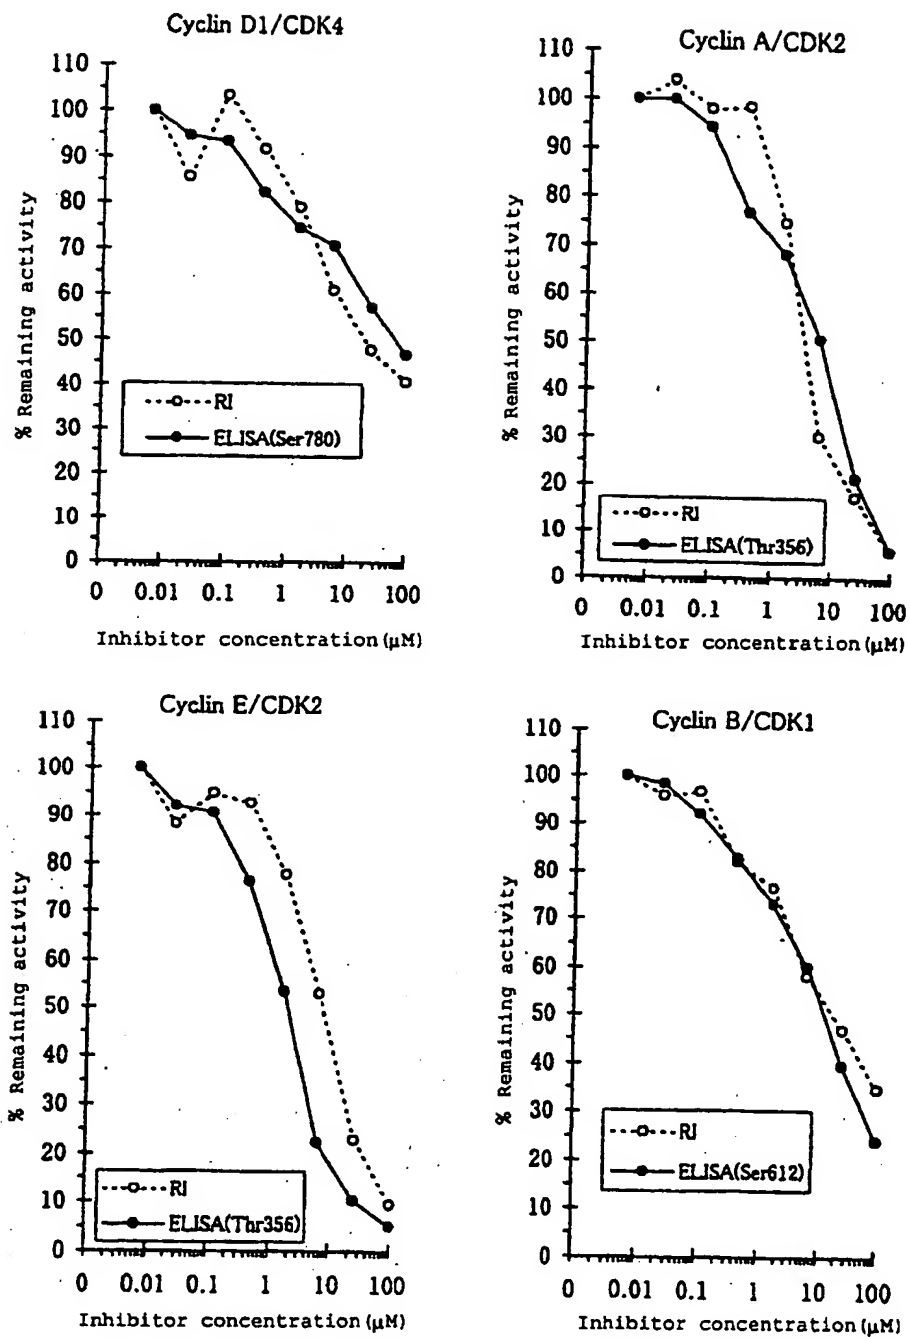 Cyclin D1/CDK4
110
100
90
80
70
60
50
40
30
20
10
0
% Remaining activity
RI
ELISA(Ser780)
0 0.01 0.1 1 10 100
Inhibitor concentration(μM)
Cyclin A/CDK2
110
100
90
80
70
60
50
40
30
20
10
0
% Remaining activity
RI
ELISA(Thr356)
0 0.01 0.1 1 10 100
Inhibitor concentration(μM)
Cyclin E/CDK2
110
100
90
80
70
60
50
40
30
20
10
0
% Remaining activity
RI
ELISA(Thr356)
0 0.01 0.1 1 10 100
Inhibitor concentration(μM)
Cyclin B/CDK1
110
100
90
80
70
60
50
40
30
20
10
0
% Remaining activity
RI
ELISA(Ser612)
0 0.01 0.1 1 10 100
Inhibitor concentration(μM)